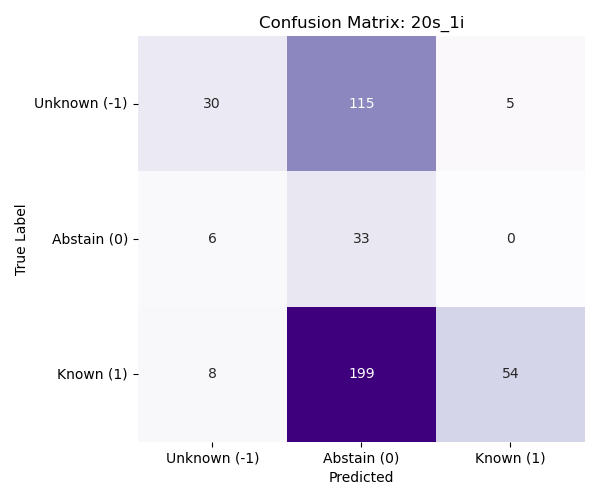 Confusion Matrix: 20s_1i
Unknown (-1) 30 115 5
Abstain (0) 6 33 0
Known (1) 8 199 54
Unknown (-1) Abstain (0) Known (1)
Predicted
True Label